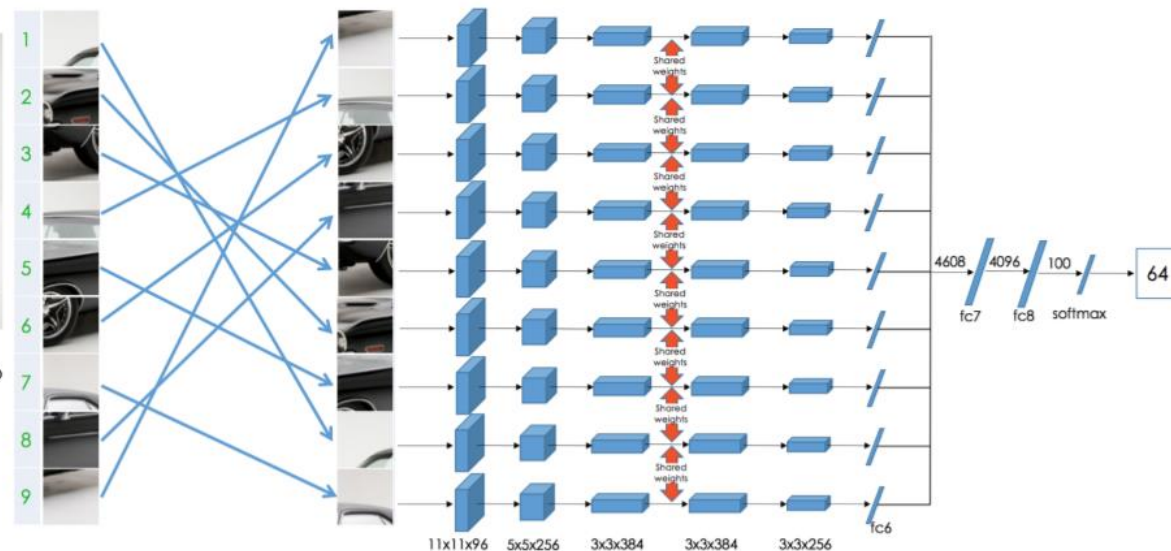 1
2
3
4
5
6
7
8
9
Shared weights
Shared weights
Shared weights
Shared weights
Shared weights
Shared weights
Shared weights
Shared weights
11x11x96 5x5x256 3x3x384 3x3x384 3x3x256
fc6
4608 4096 100
fc7 fc8 softmax
64